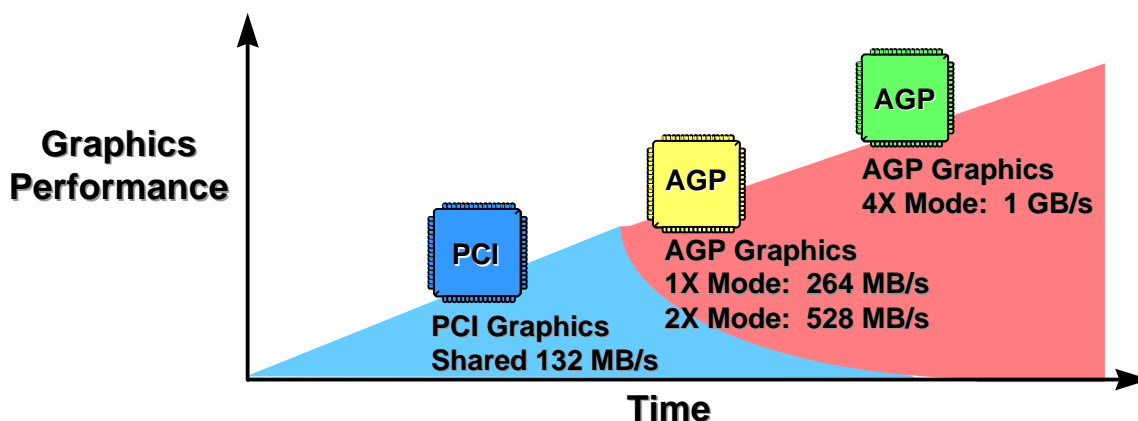 Graphics
Performance
PCI
PCI Graphics
Shared 132 MB/s
AGP
AGP Graphics
1X Mode: 264 MB/s
2X Mode: 528 MB/s
AGP
AGP Graphics
4X Mode: 1 GB/s
Time